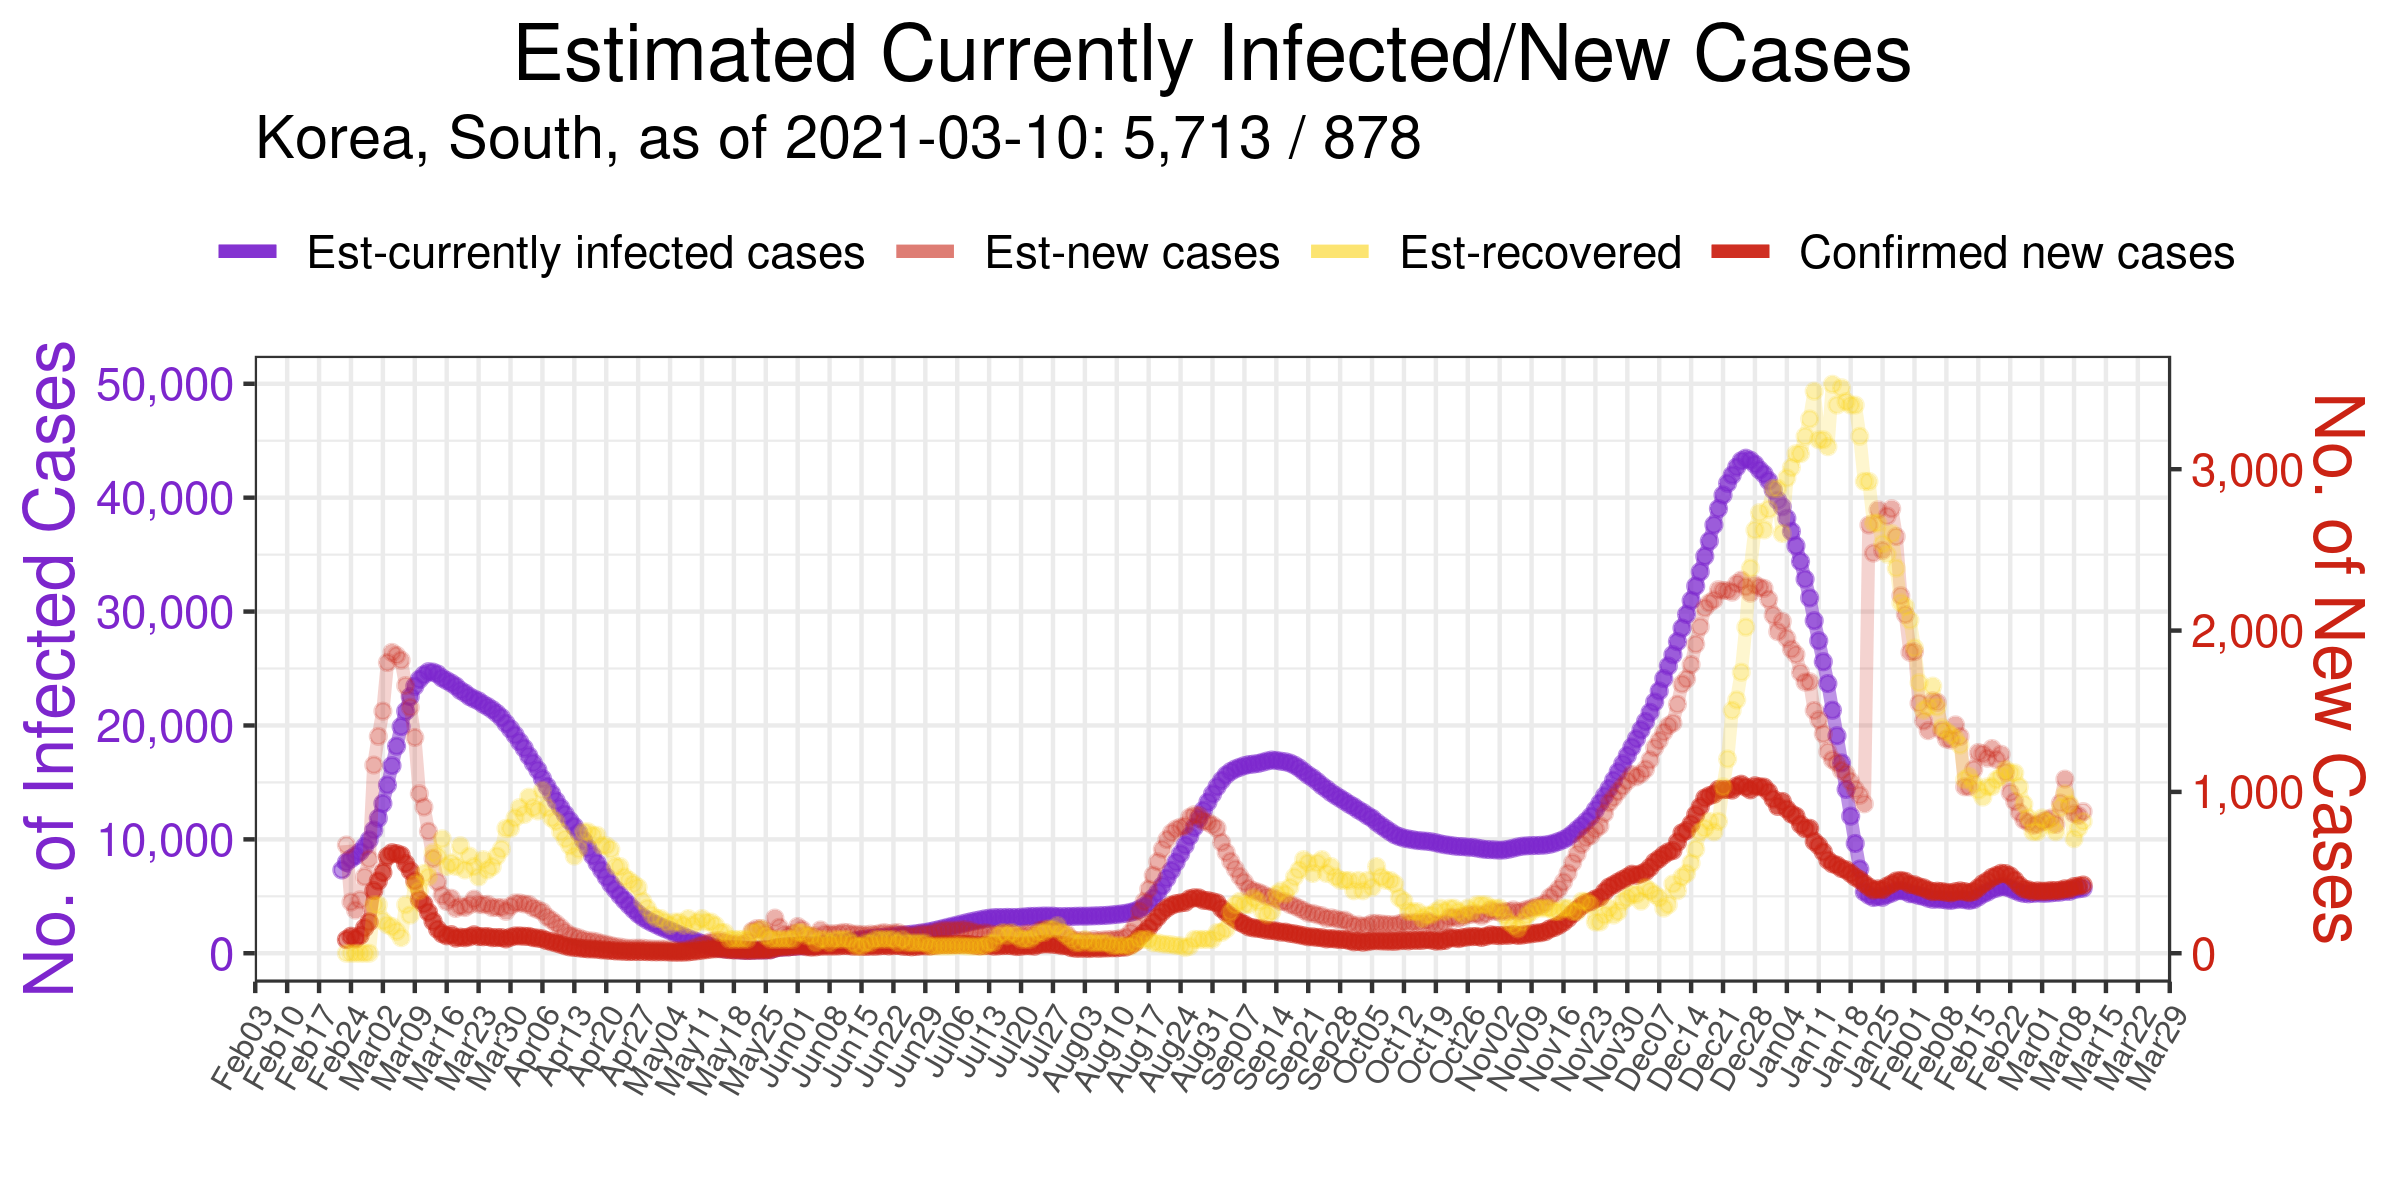 Estimated Currently Infected/New Cases
Korea, South, as of 2021-03-10: 5,713 / 878
Est-currently infected cases Est-new cases Est-recovered Confirmed new cases
No. of Infected Cases
50,000
40,000
30,000
20,000
10,000
0
No. of New Cases
3,000
2,000
1,000
0
Feb03
Feb10
Feb17
Feb24
Mar02
Mar09
Mar16
Mar23
Mar30
Apr06
Apr13
Apr20
Apr27
May04
May11
May18
May25
Jun01
Jun08
Jun15
Jun22
Jun29
Jul06
Jul13
Jul20
Jul27
Aug03
Aug10
Aug17
Aug24
Aug31
Sep07
Sep14
Sep21
Sep28
Oct05
Oct12
Oct19
Oct26
Nov02
Nov09
Nov16
Nov23
Nov30
Dec07
Dec14
Dec21
Dec28
Jan04
Jan11
Jan18
Jan25
Feb01
Feb08
Feb15
Feb22
Mar01
Mar08
Mar15
Mar22
Mar29